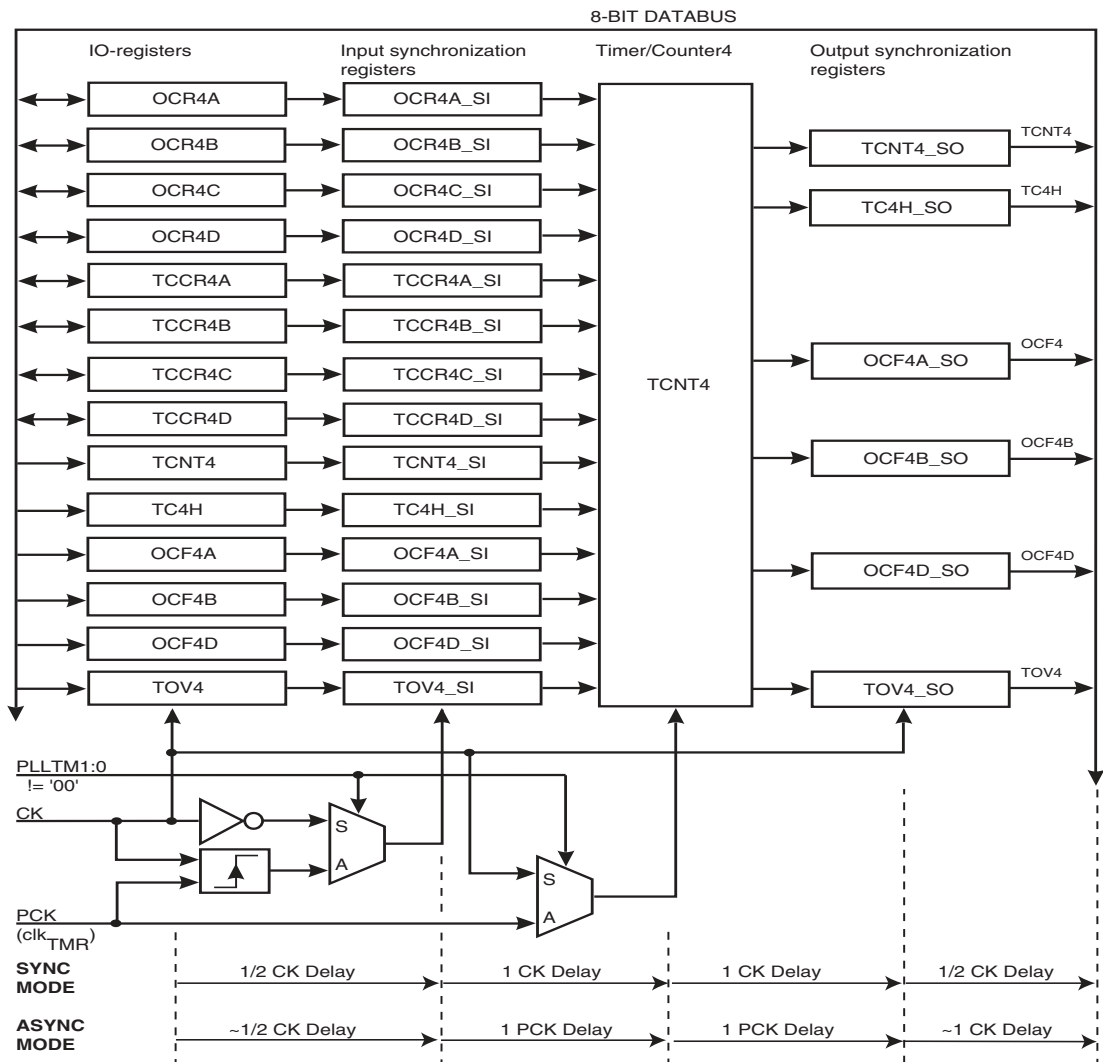 8-BIT DATABUS
IO-registers
Input synchronization
registers
Timer/Counter4
Output synchronization
registers
OCR4A
OCR4A_SI
OCR4B
OCR4B_SI
OCR4C
OCR4C_SI
OCR4D
OCR4D_SI
TCCR4A
TCCR4A_SI
TCCR4B
TCCR4B_SI
TCCR4C
TCCR4C_SI
TCCR4D
TCCR4D_SI
TCNT4
TCNT4_SI
TC4H
TC4H_SI
OCF4A
OCF4A_SI
OCF4B
OCF4B_SI
OCF4D
OCF4D_SI
TOV4
TOV4_SI
TCNT4
TCNT4_SO
TCNT4
TC4H_SO
TC4H
OCF4A_SO
OCF4
OCF4B_SO
OCF4B
OCF4D_SO
OCF4D
TOV4_SO
TOV4
PLLTM1:0
!= '00'
CK
S
A
S
A
PCK
(clkTMR)
SYNC
MODE
1/2 CK Delay
1 CK Delay
1 CK Delay
1/2 CK Delay
ASYNC
MODE
~1/2 CK Delay
1 PCK Delay
1 PCK Delay
~1 CK Delay